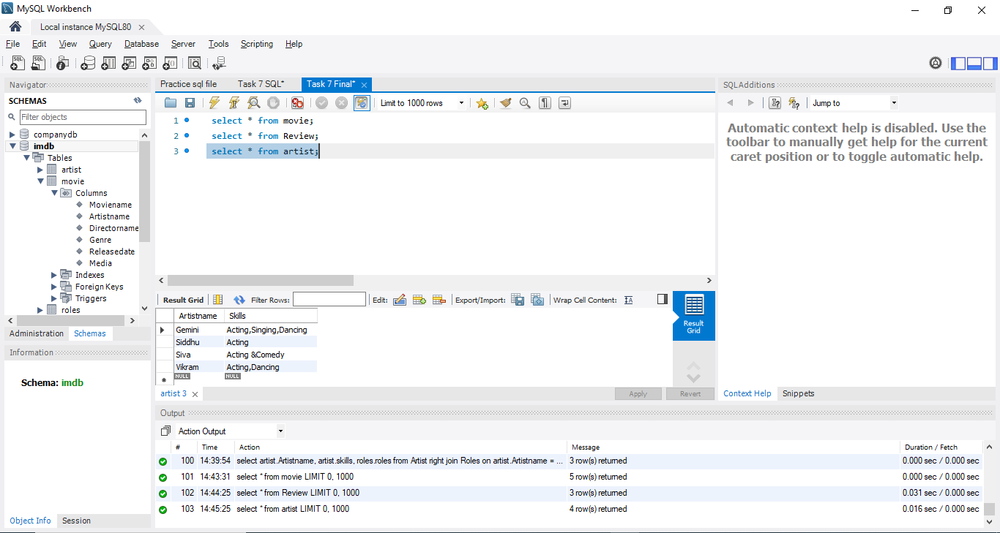 MySQL Workbench
Local instance MySQL80
File Edit View Query Database Server Tools Scripting Help
Navigator
SCHEMAS
Filter objects
companydb
imdb
Tables
artist
movie
Columns
Moviename
Artistname
Directorname
Genre
Releasedate
Media
Indexes
Foreign Keys
Triggers
roles
Administration Schemas
Information
Schema: imdb
Object Info Session
Practice sql file Task 7 SQL* Task 7 Final*
Limit to 1000 rows
1 select * from movie;
2 select * from Review;
3 select * from artist;
Result Grid Filter Rows: Edit: Export/Import: Wrap Cell Content:
Artistname Skills
Gemini Acting,Singing,Dancing
Siddhu Acting
Siva Acting &Comedy
Vikram Acting,Dancing
NULL NULL
Result
Grid
artist 3 Apply Revert
SQLAdditions
Jump to
Automatic context help is disabled. Use the
toolbar to manually get help for the current
caret position or to toggle automatic help.
Context Help Snippets
Output
Action Output
# Time Action Message Duration / Fetch
100 14:39:54 select artist.Artistname, artist.skills, roles.roles from Artist right join Roles on artist.Artistname = ... 3 row(s) returned 0.000 sec / 0.000 sec
101 14:43:31 select * from movie LIMIT 0, 1000 5 row(s) returned 0.000 sec / 0.000 sec
102 14:44:25 select * from Review LIMIT 0, 1000 3 row(s) returned 0.031 sec / 0.000 sec
103 14:45:25 select * from artist LIMIT 0, 1000 4 row(s) returned 0.016 sec / 0.000 sec